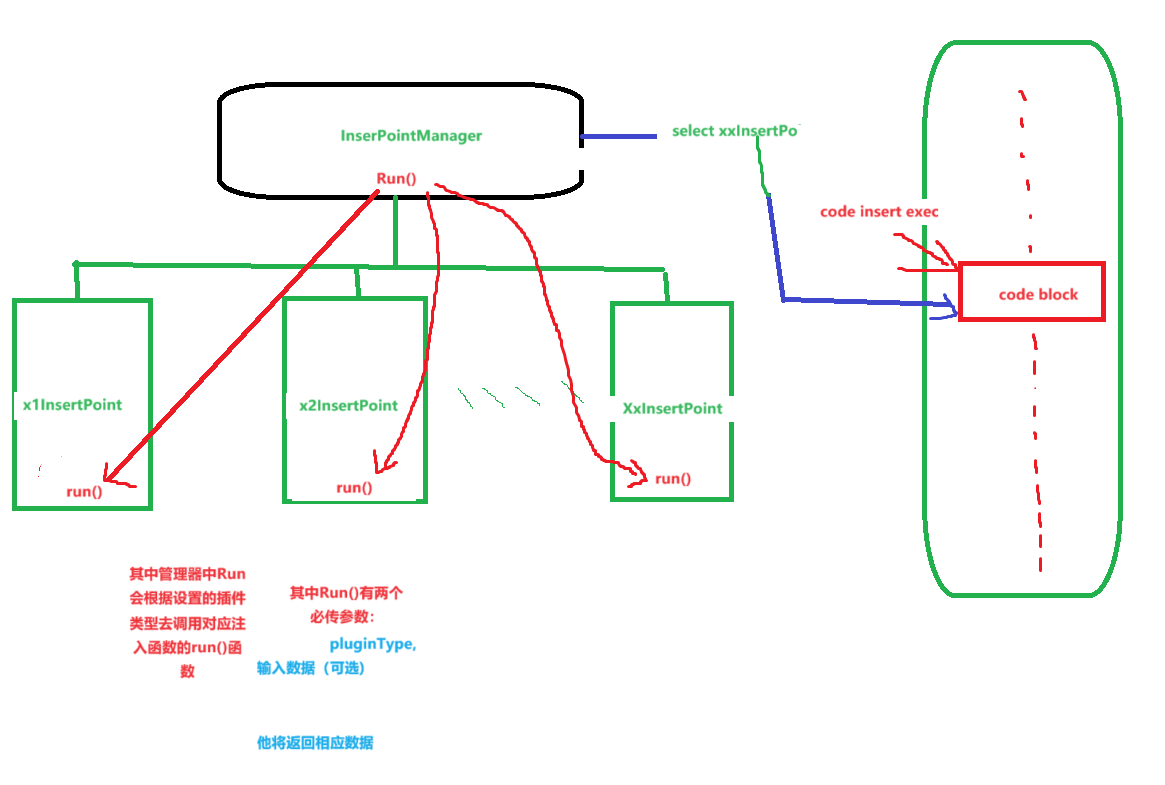 InserPointManager
Run()
select xxInsertPo
code insert exec
code block
x1InsertPoint
run()
x2InsertPoint
run()
XxInsertPoint
run()
其中管理器中Run
会根据设置的插件
类型去调用对应注
入函数的run()函
数
其中Run()有两个
必传参数：
pluginType,
输入数据（可选）
他将返回相应数据